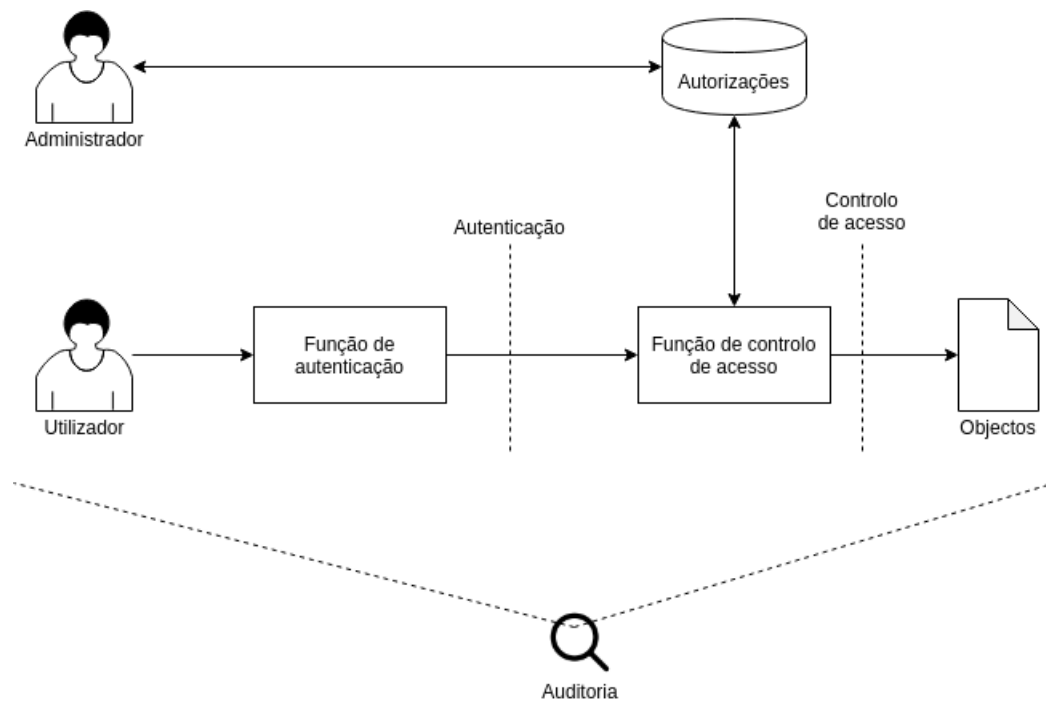 Autorizações
Administrador
Controlo
de acesso
Autenticação
Função de
autenticação
Função de controlo
de acesso
Utilizador
Objectos
Auditoria